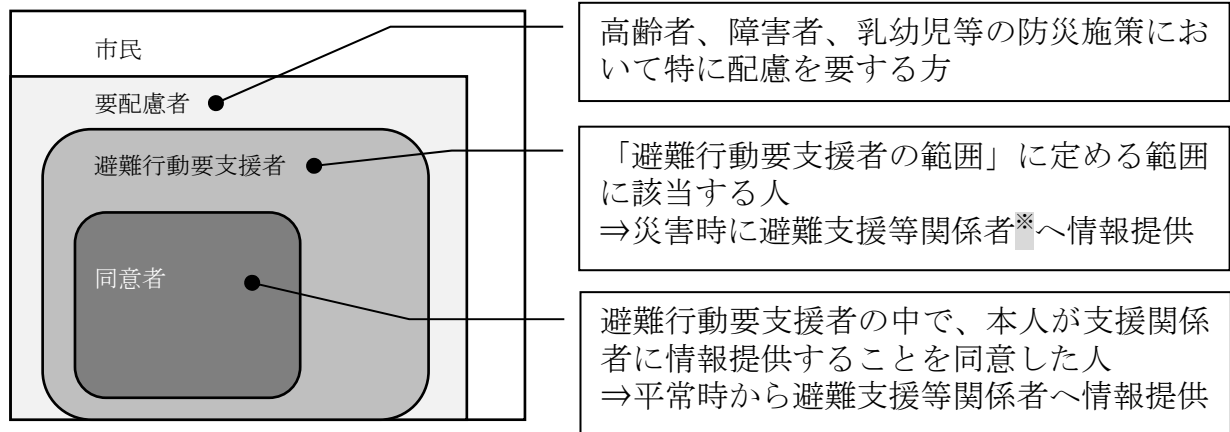 市民
要配慮者
避難行動要支援者
同意者
高齢者、障害者、乳幼児等の防災施策にお
いて特に配慮を要する方
「避難行動要支援者の範囲」に定める範囲
に該当する人
⇒災害時に避難支援等関係者※へ情報提供
避難行動要支援者の中で、本人が支援関係
者に情報提供することを同意した人
⇒平常時から避難支援等関係者へ情報提供